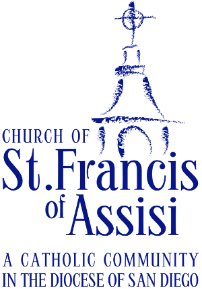 CHURCH OF
St. Francis
of Assisi
A CATHOLIC COMMUNITY
IN THE DIOCESE OF SAN DIEGO